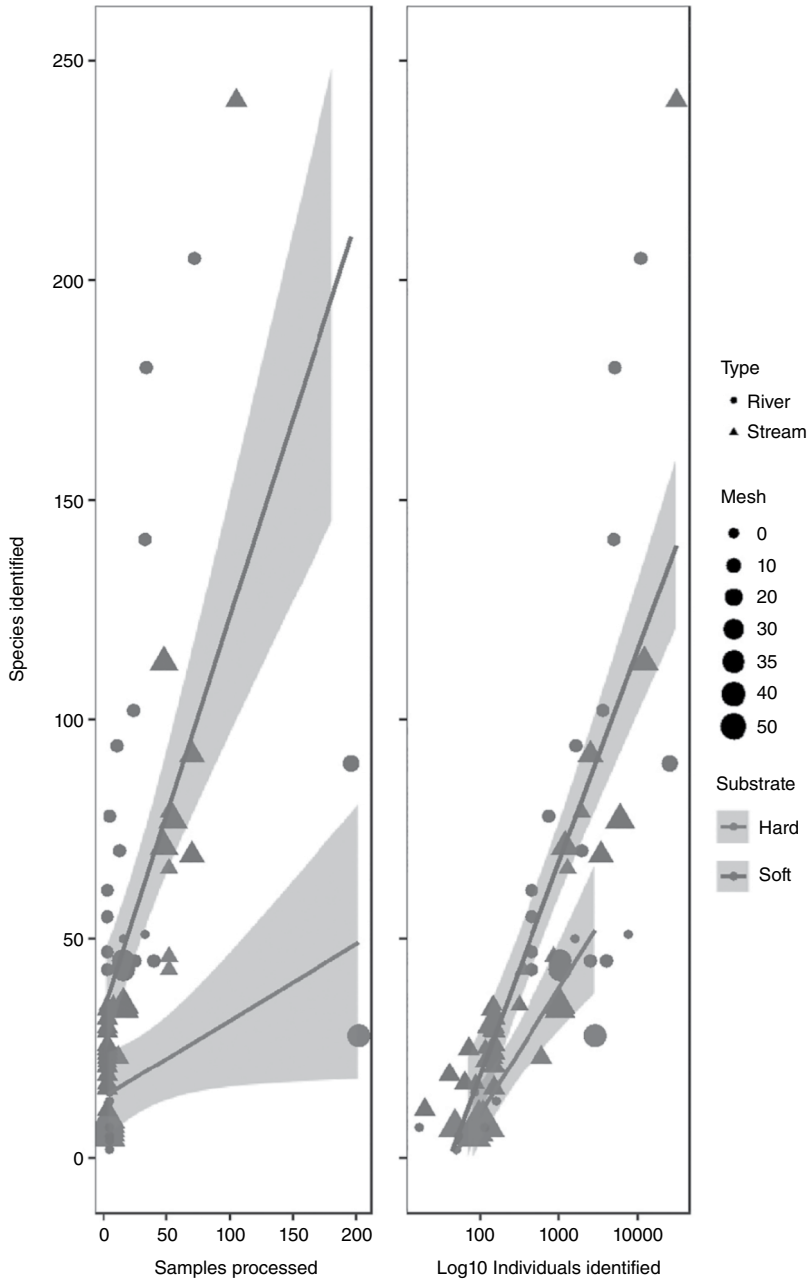 250
200
150
100
50
0
Species identified
0 50 100 150 200
Samples processed
100 1000 10000
Log10 Individuals identified
Type
River
Stream
Mesh
0
10
20
30
35
40
50
Substrate
Hard
Soft